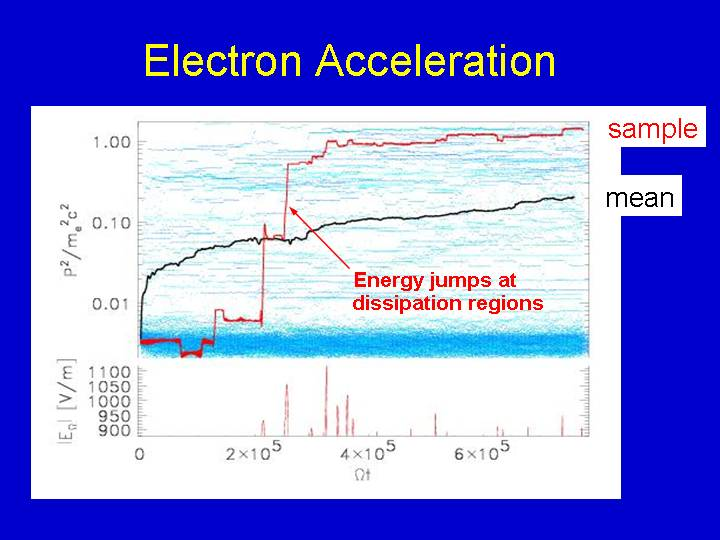 Electron Acceleration
sample
mean
1.00
0.10
0.01
p²/mₑ²c²
Energy jumps at
dissipation regions
1100
1050
1000
950
900
|E_Ω| [V/m]
0
2×10⁵
4×10⁵
6×10⁵
Ωt